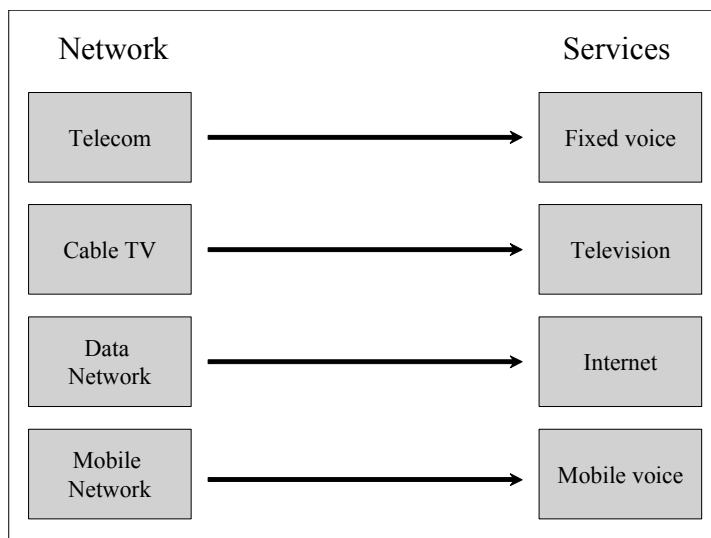 Network
Services
Telecom
Fixed voice
Cable TV
Television
Data
Network
Internet
Mobile
Network
Mobile voice